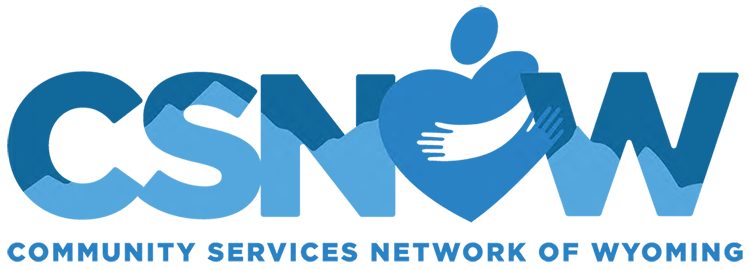 CSNOW
COMMUNITY SERVICES NETWORK OF WYOMING